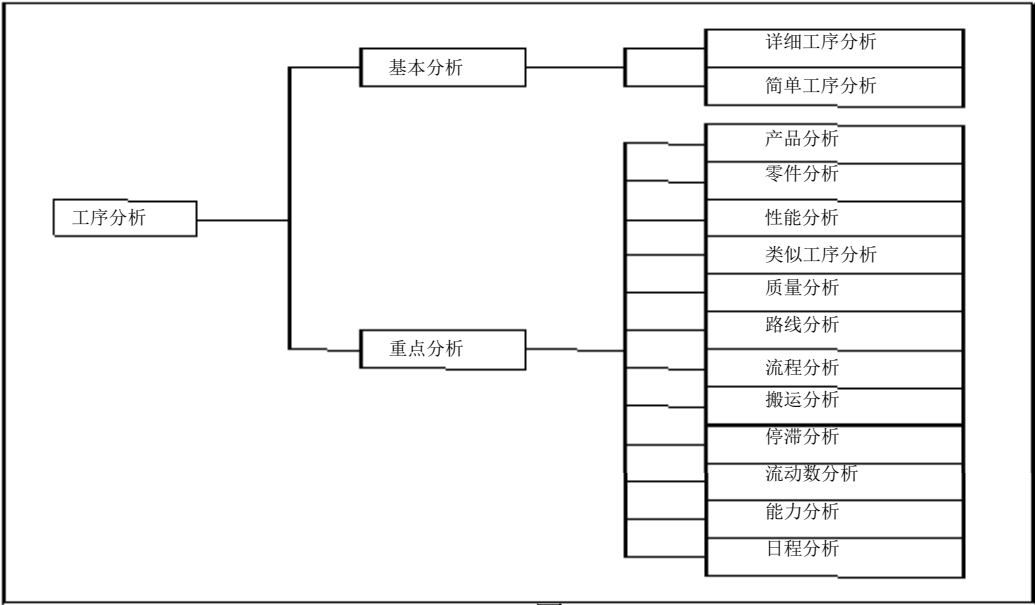 工序分析
基本分析
详细工序分析
简单工序分析
重点分析
产品分析
零件分析
性能分析
类似工序分析
质量分析
路线分析
流程分析
搬运分析
停滞分析
流动数分析
能力分析
日程分析